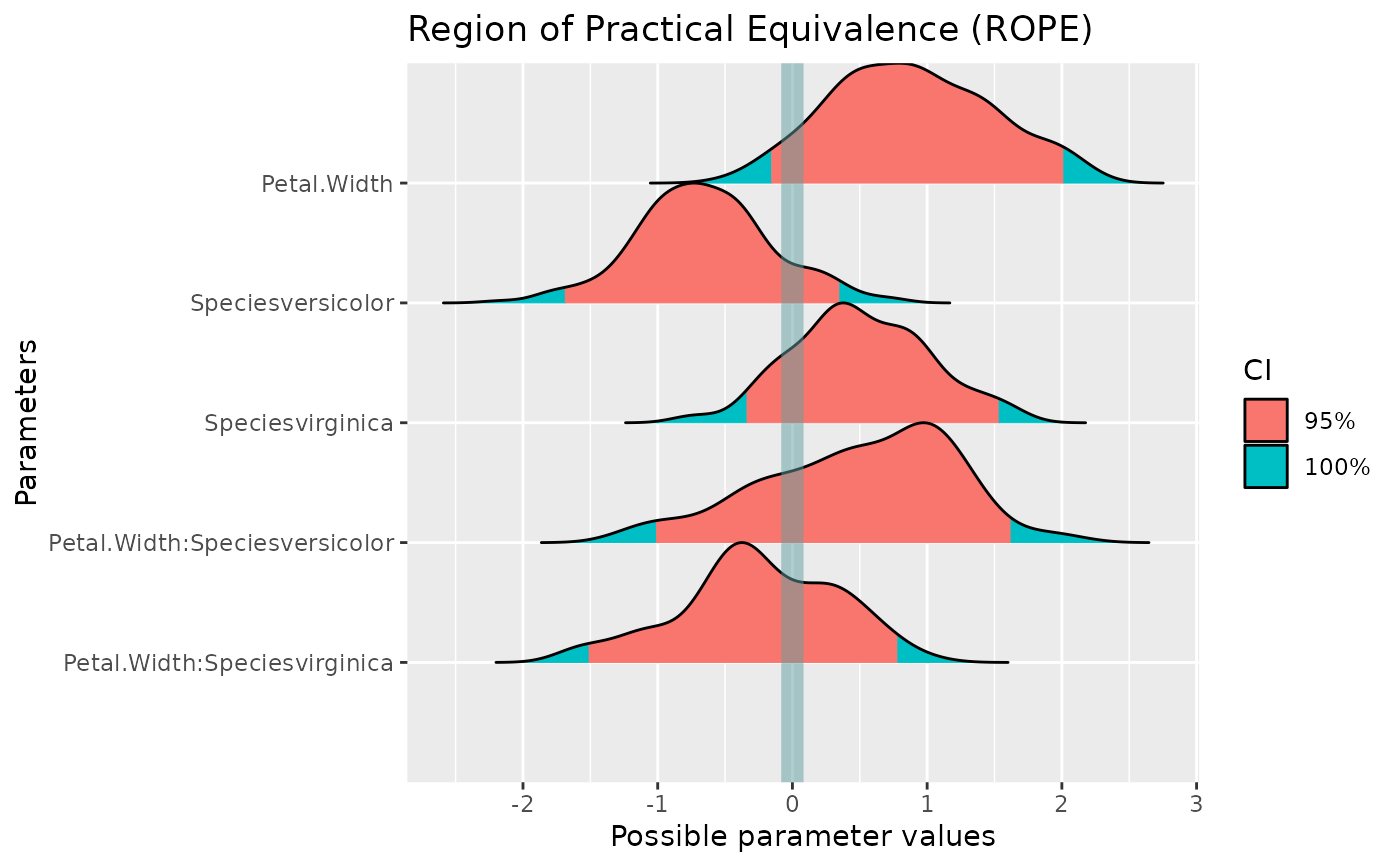 Region of Practical Equivalence (ROPE)
Parameters
Petal.Width
Speciesversicolor
Speciesvirginica
Petal.Width:Speciesversicolor
Petal.Width:Speciesvirginica
-2 -1 0 1 2 3
Possible parameter values
CI
95%
100%